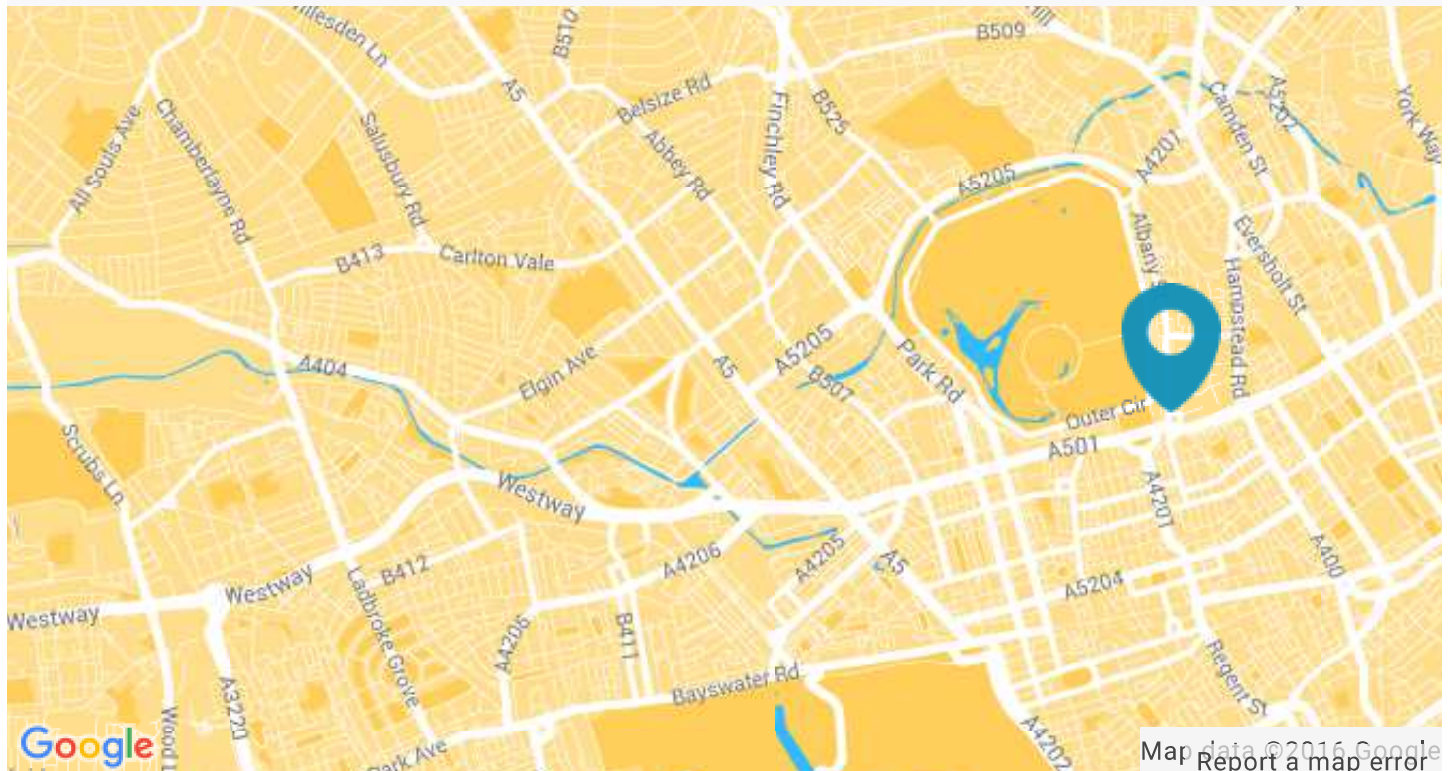 Willesden Ln
B510
Hill
B509
A5
Belsize Rd
Finchley Rd
B525
A5202
Camden St
York Way
All Souls Ave
Chamberlayne Rd
Salusbury Rd
Abbey Rd
A4201
A5205
Albany
Eversholt St
Hampstead Rd
B413
Carlton Vale
A404
Elgin Ave
A5
A5205
B507
Park Rd
Outer Cir
A501
Scrubs Ln
Westway
A4201
A400
A4206
A4205
A5
A5204
B412
Westway
Westway
Ladbroke Grove
A4206
B411
Regent St
Bayswater Rd
A3220
Wood
Park Ave
A4202
Google
Map data ©2016 Google
Report a map error